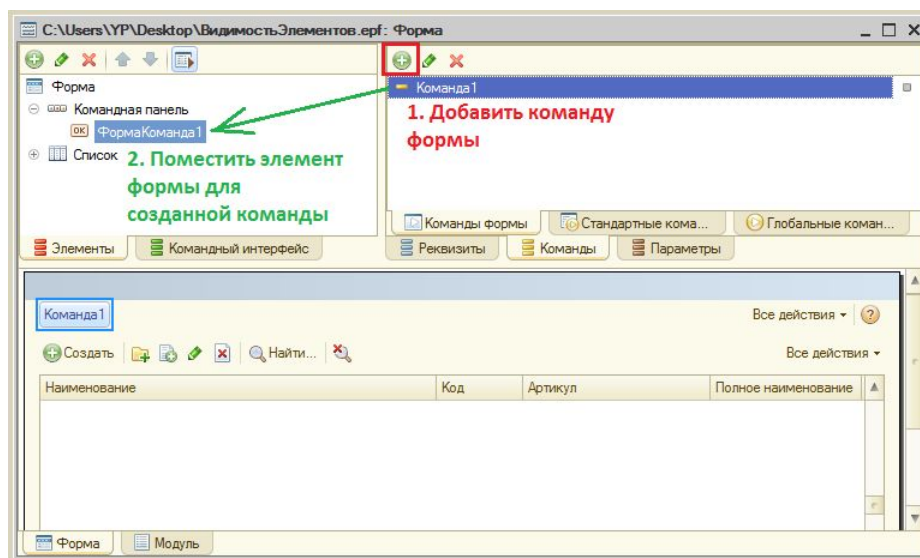 C:\Users\YP\Desktop\ВидимостьЭлементов.epf: Форма
Форма
Командная панель
ОК ФормаКоманда1
Список
2. Поместить элемент
формы для
созданной команды
Элементы
Командный интерфейс
Команда1
1. Добавить команду
формы
Команды формы
Стандартные кома...
Глобальные коман...
Реквизиты
Команды
Параметры
Команда1
Все действия
Создать
Найти...
Все действия
Наименование
Код
Артикул
Полное наименование
Форма
Модуль